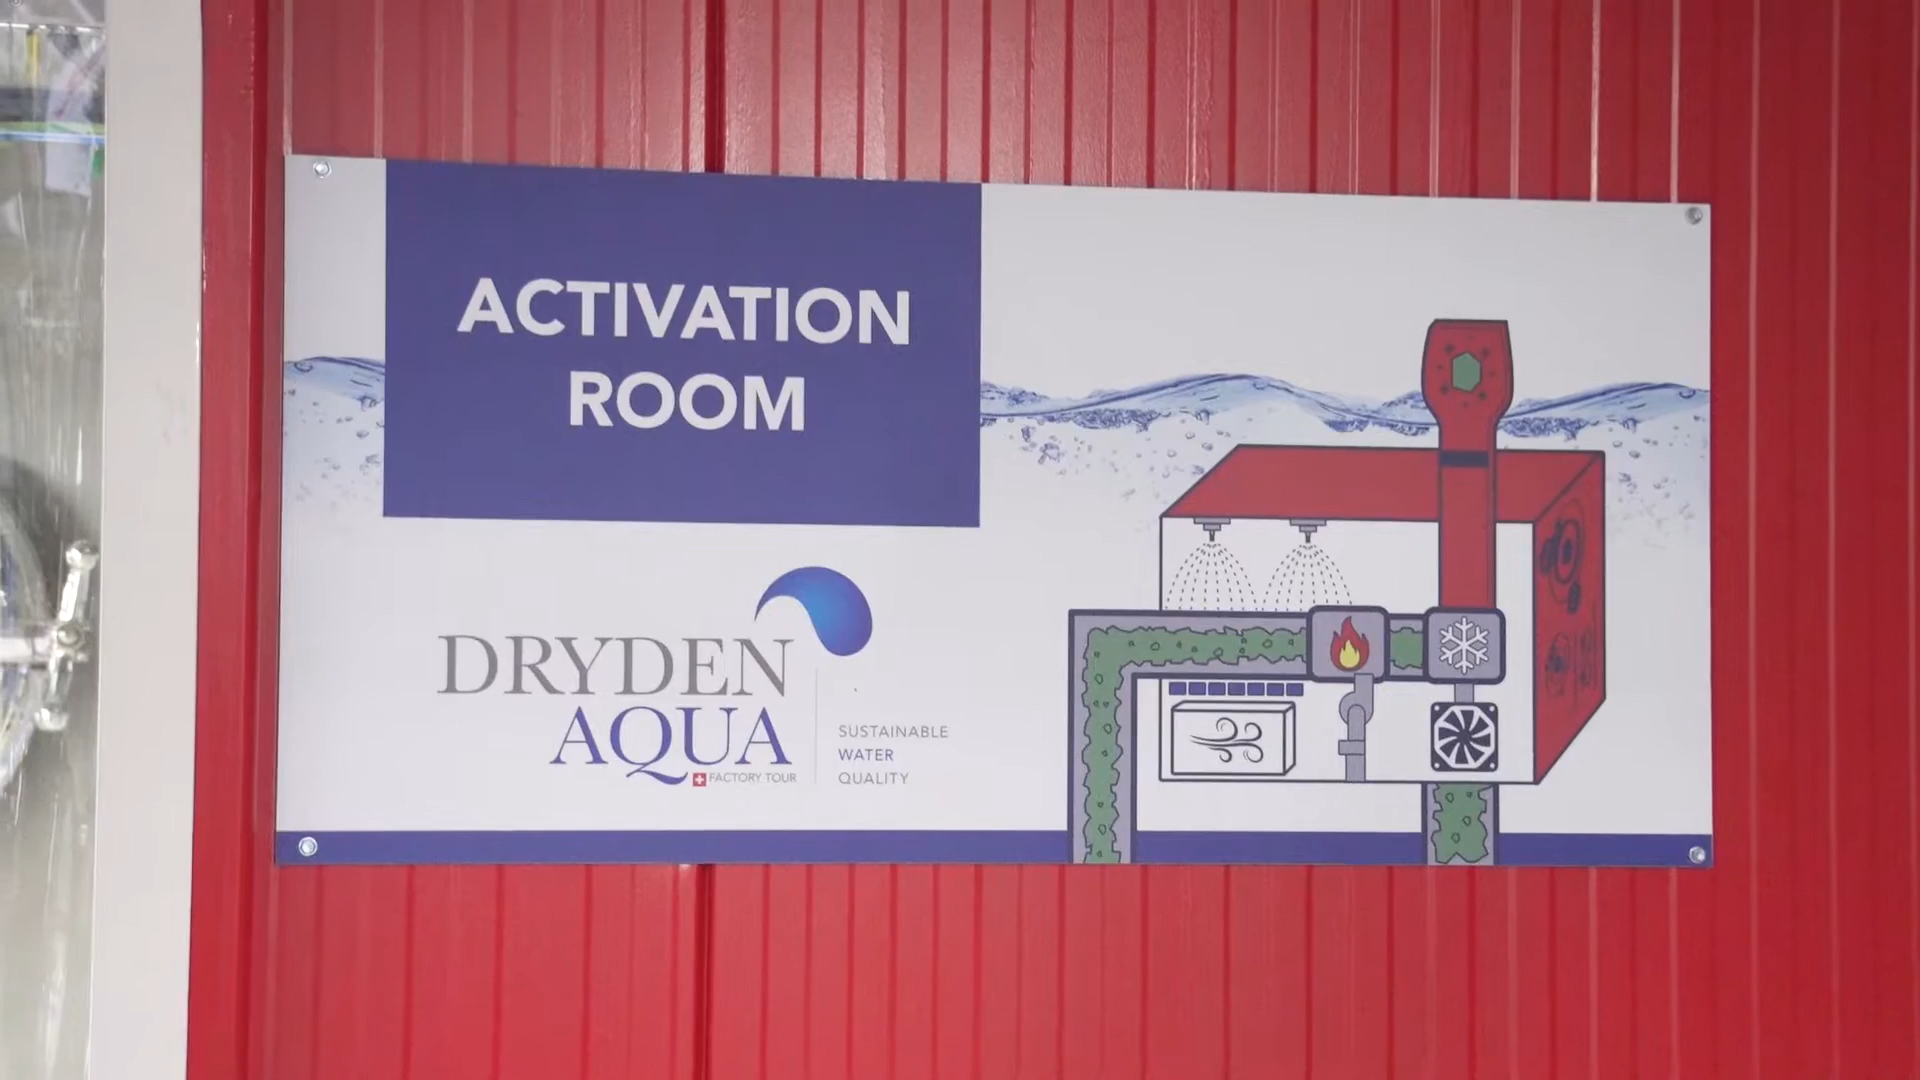 ACTIVATION
ROOM
DRYDEN
AQUA
FACTORY TOUR
SUSTAINABLE
WATER
QUALITY